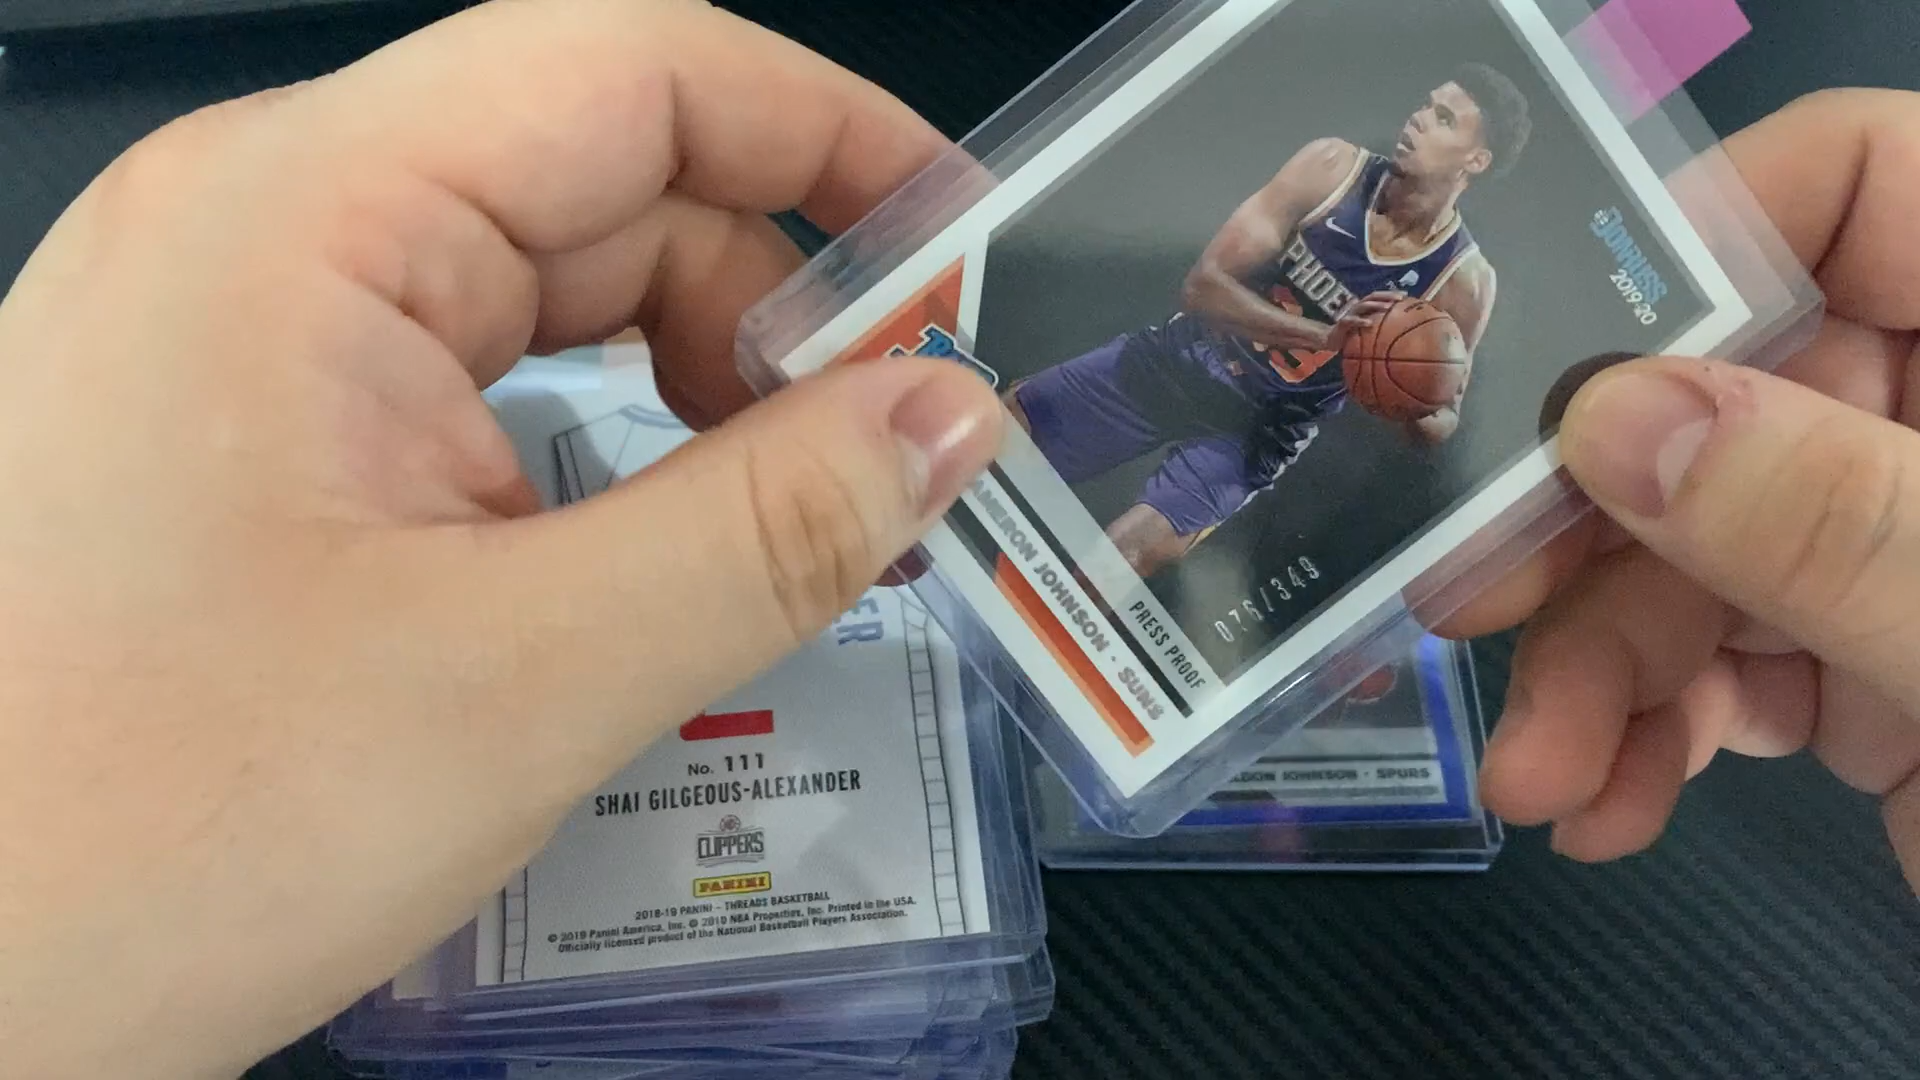 DONRUSS
2019-20
PHOE
076/349
PRESS PROOF
AMERON JOHNSON · SUNS
ER
No. 111
SHAI GILGEOUS-ALEXANDER
CLIPPERS
PANINI
2018-19 PANINI - THREADS BASKETBALL
© 2019 Panini America, Inc. © 2019 NBA Properties, Inc. Printed in the USA.
Officially licensed product of the National Basketball Players Association.
JOHNSON · SPURS